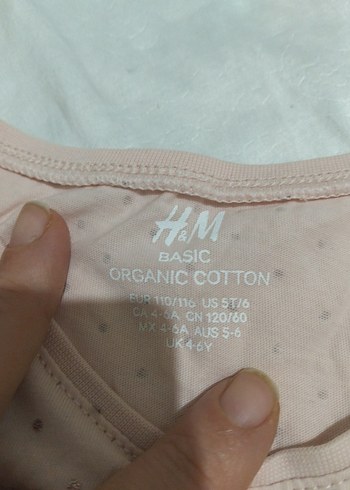 H&M
BASIC
ORGANIC COTTON
EUR 110/116 US 5T/6
CA 4-6A, CN 120/60
MX 4-6A AUS 5-6
UK 4-6Y